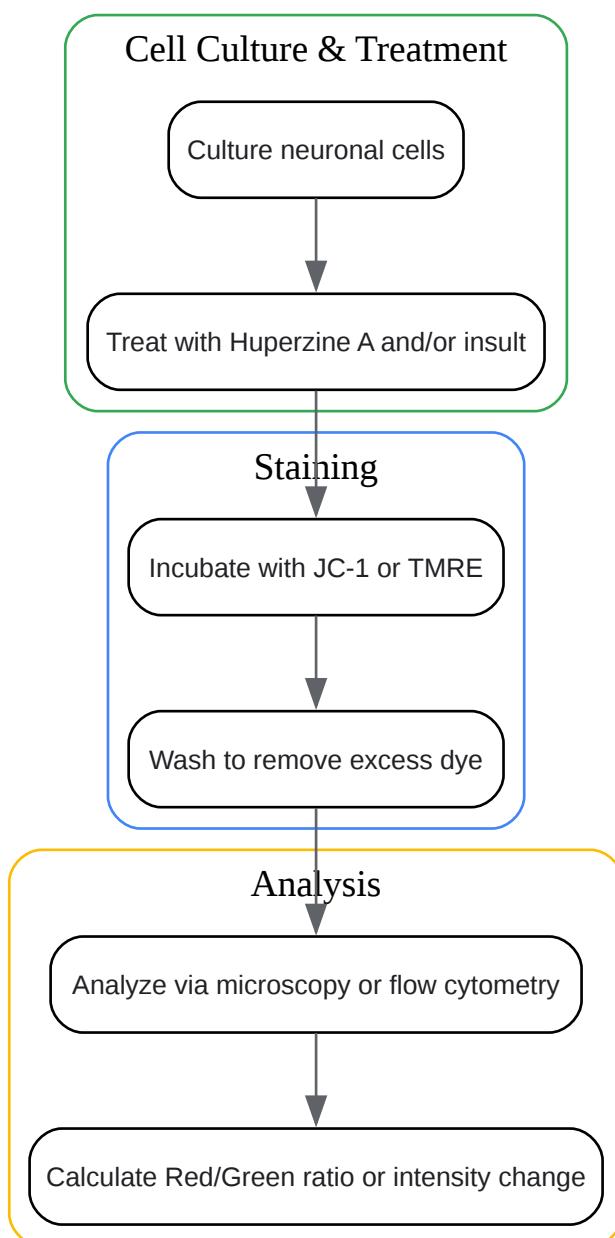 Cell Culture & Treatment
Culture neuronal cells
Treat with Huperzine A and/or insult
Staining
Incubate with JC-1 or TMRE
Wash to remove excess dye
Analysis
Analyze via microscopy or flow cytometry
Calculate Red/Green ratio or intensity change